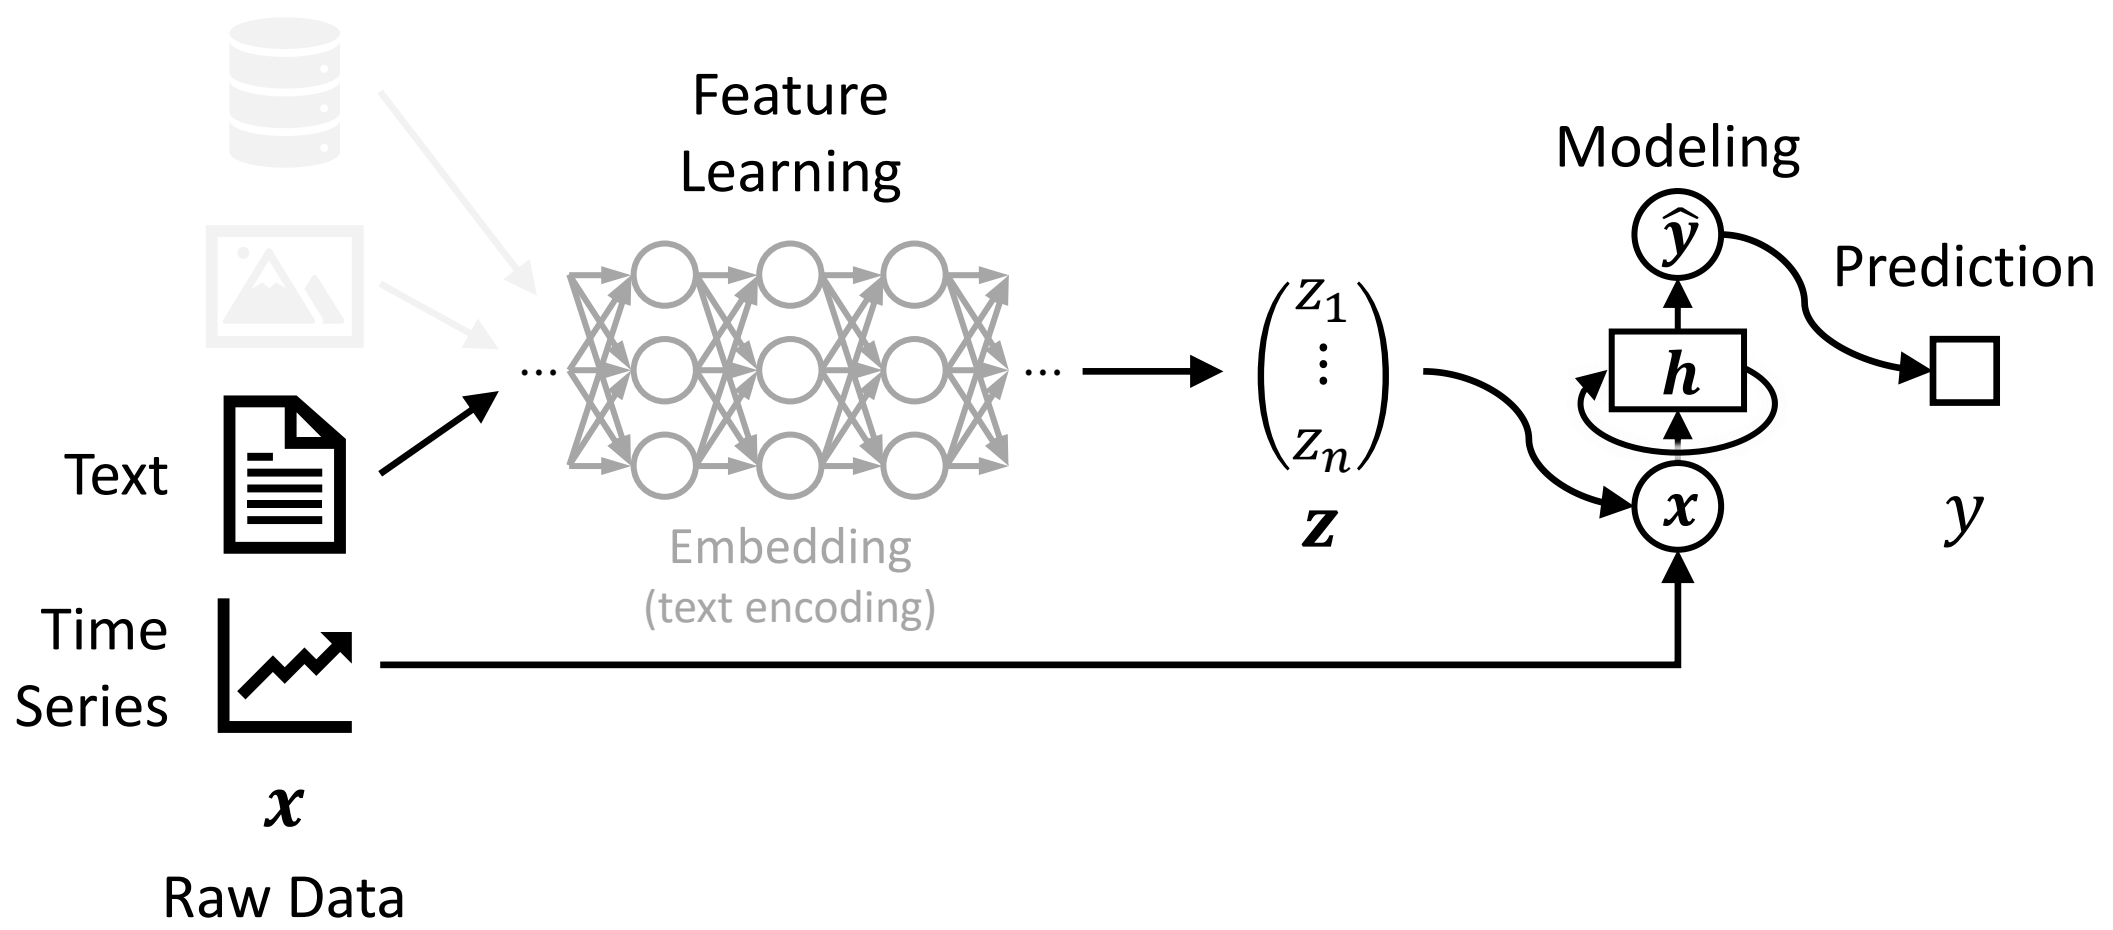 Feature
Learning
Modeling
ŷ
Prediction
h
...
...
z₁
⋮
zₙ
z
x
y
Text
Embedding
(text encoding)
Time
Series
x
Raw Data